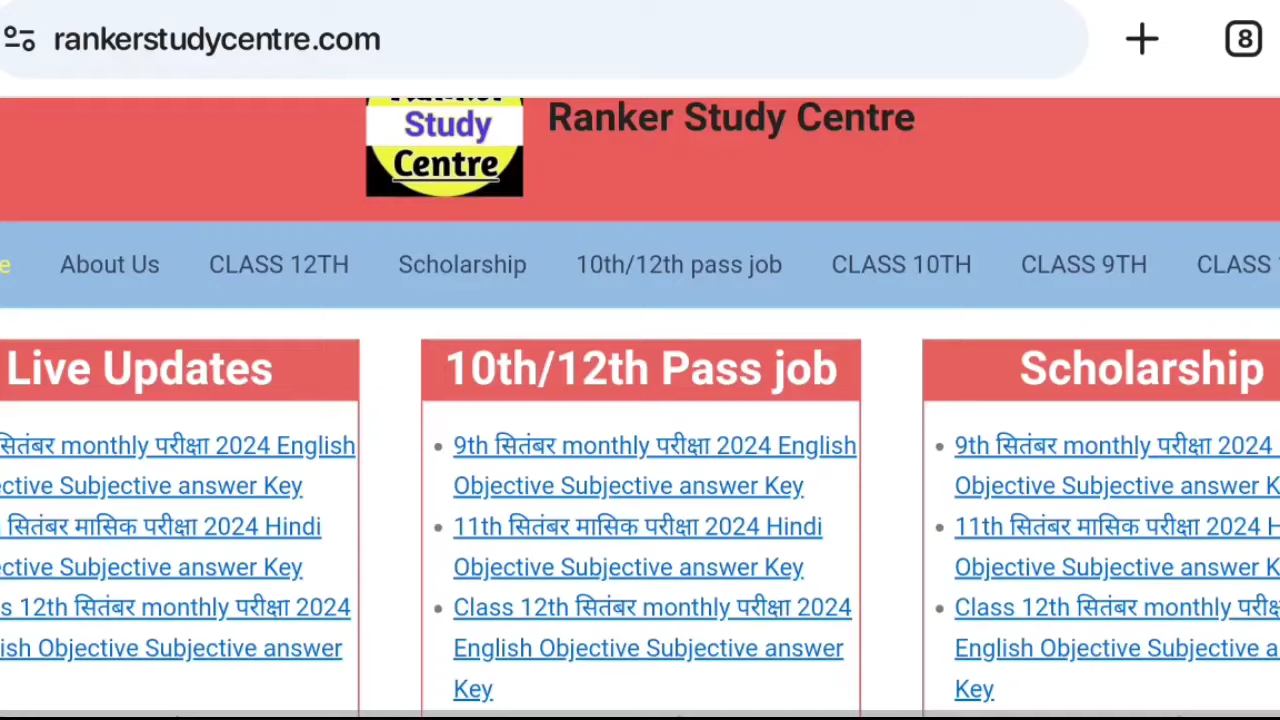 rankerstudycentre.com
8
Ranker Study Centre
Study
Centre
About Us CLASS 12TH Scholarship 10th/12th pass job CLASS 10TH CLASS 9TH CLASS
Live Updates
सितंबर monthly परीक्षा 2024 English
ective Subjective answer Key
सितंबर मासिक परीक्षा 2024 Hindi
ective Subjective answer Key
s 12th सितंबर monthly परीक्षा 2024
ish Objective Subjective answer
10th/12th Pass job
9th सितंबर monthly परीक्षा 2024 English
Objective Subjective answer Key
11th सितंबर मासिक परीक्षा 2024 Hindi
Objective Subjective answer Key
Class 12th सितंबर monthly परीक्षा 2024
English Objective Subjective answer
Key
Scholarship
9th सितंबर monthly परीक्षा 2024
Objective Subjective answer K
11th सितंबर मासिक परीक्षा 2024 H
Objective Subjective answer K
Class 12th सितंबर monthly परीक्ष
English Objective Subjective a
Key